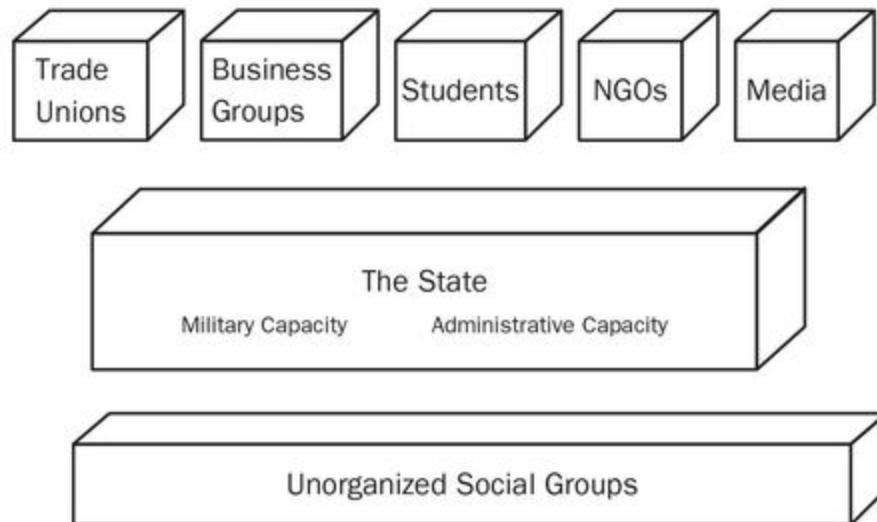 Trade
Unions
Business
Groups
Students
NGOs
Media
The State
Military Capacity Administrative Capacity
Unorganized Social Groups